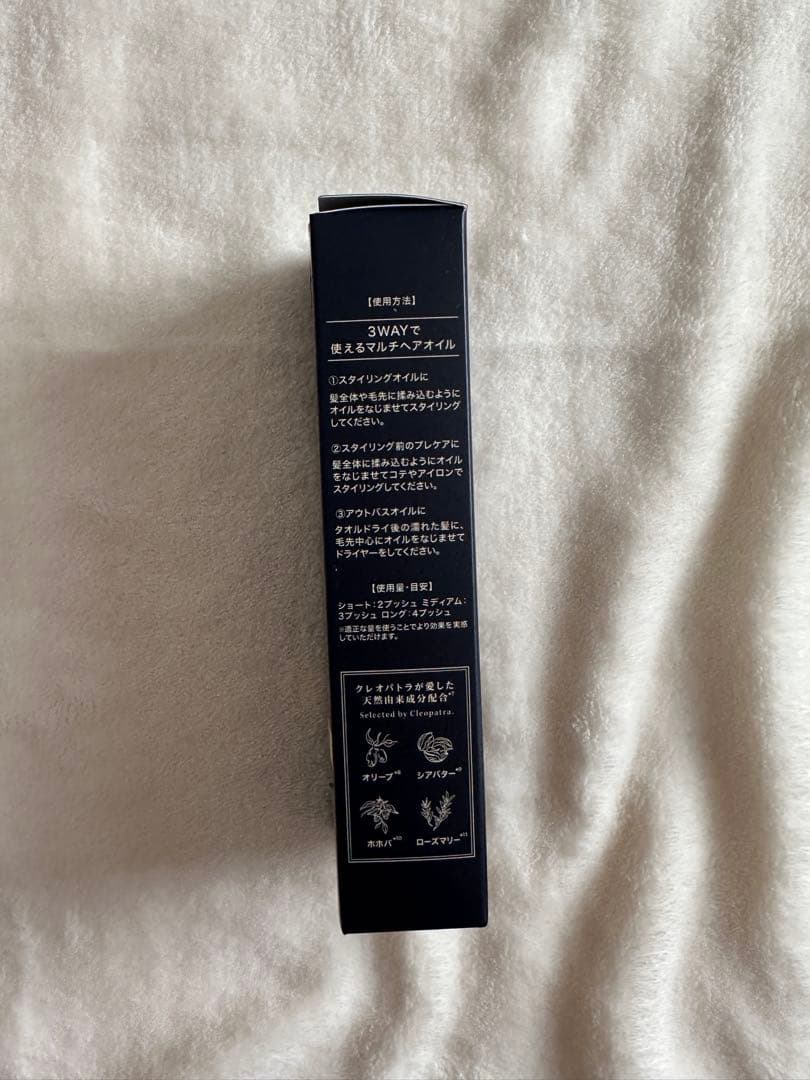 【使用方法】
3WAYで
使えるマルチヘアオイル
①スタイリングオイルに
髪全体や毛先に揉み込むように
オイルをなじませてスタイリング
してください。
②スタイリング前のプレケアに
髪全体に揉み込むようにオイル
をなじませてコテやアイロンで
スタイリングしてください。
③アウトバスオイルに
タオルドライ後の濡れた髪に、
毛先中心にオイルをなじませて
ドライヤーをしてください。
【使用量・目安】
ショート：2プッシュ ミディアム：
3プッシュ ロング：4プッシュ
※適正な量を使うことでより効果を実感
していただけます。
クレオパトラが愛した
天然由来成分配合*7
Selected by Cleopatra.
オリーブ*8 シアバター*9
ホホバ*10 ローズマリー*11